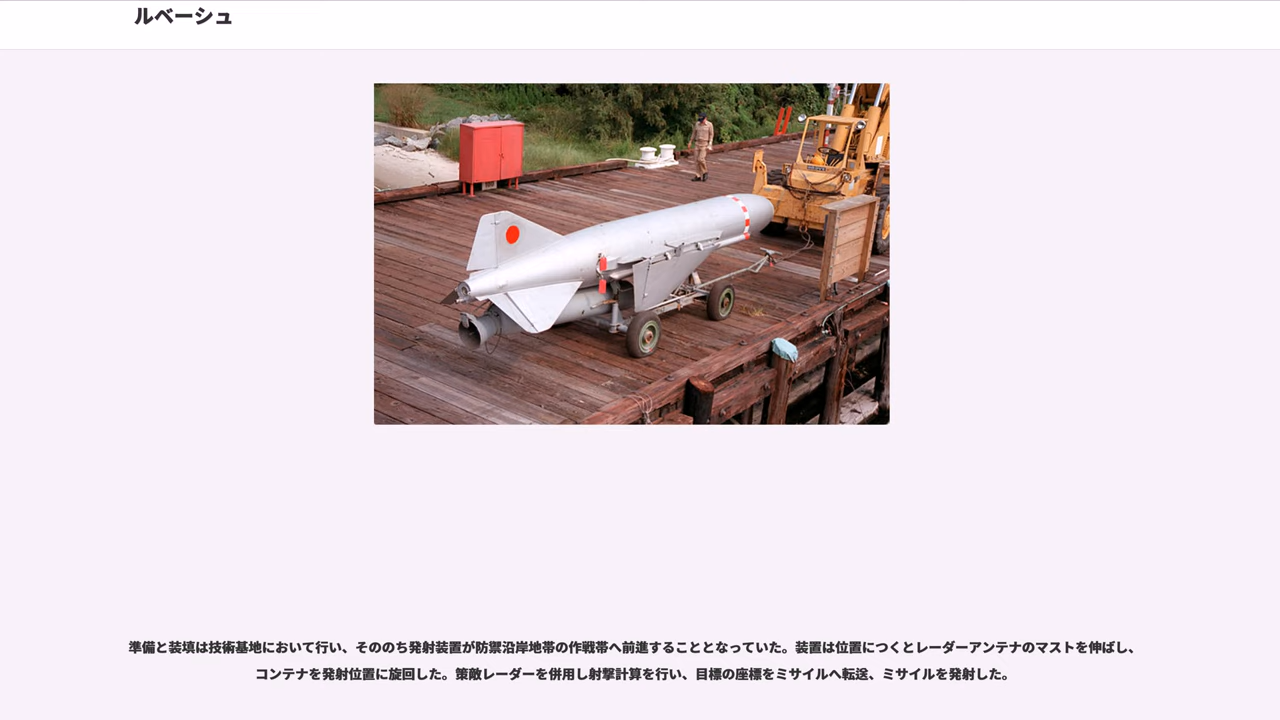 ルベーシュ
準備と装填は技術基地において行い、そののち発射装置が防禦沿岸地帯の作戦帯へ前進することとなっていた。装置は位置につくとレーダーアンテナのマストを伸ばし、
コンテナを発射位置に旋回した。策敵レーダーを併用し射撃計算を行い、目標の座標をミサイルへ転送、ミサイルを発射した。